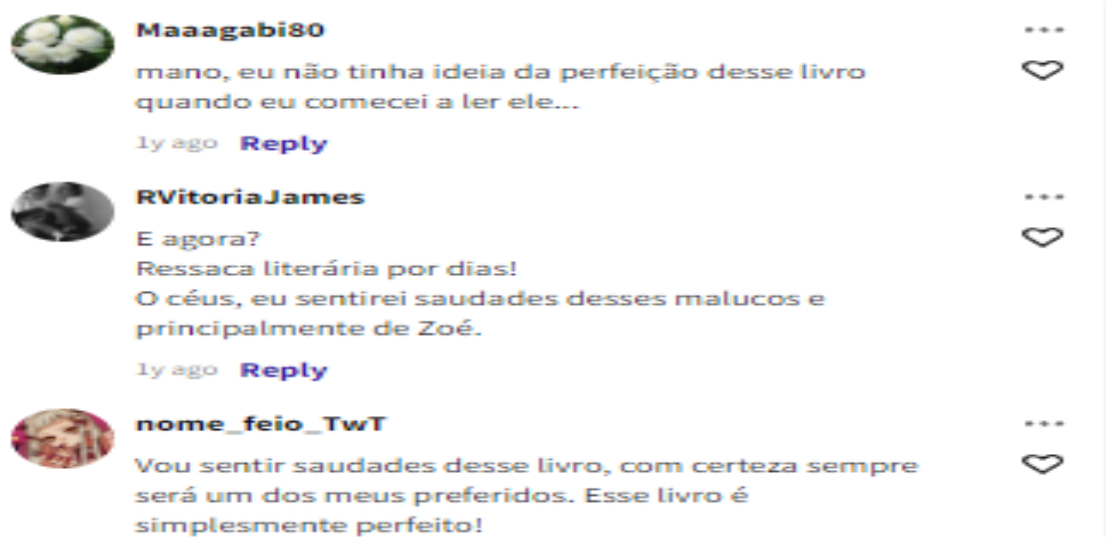 Maaagabi80
mano, eu não tinha ideia da perfeição desse livro
quando eu comecei a ler ele...
1y ago Reply
RVitoriaJames
E agora?
Ressaca literária por dias!
O céus, eu sentirei saudades desses malucos e
principalmente de Zoé.
1y ago Reply
nome_feio_TwT
Vou sentir saudades desse livro, com certeza sempre
será um dos meus preferidos. Esse livro é
simplesmente perfeito!